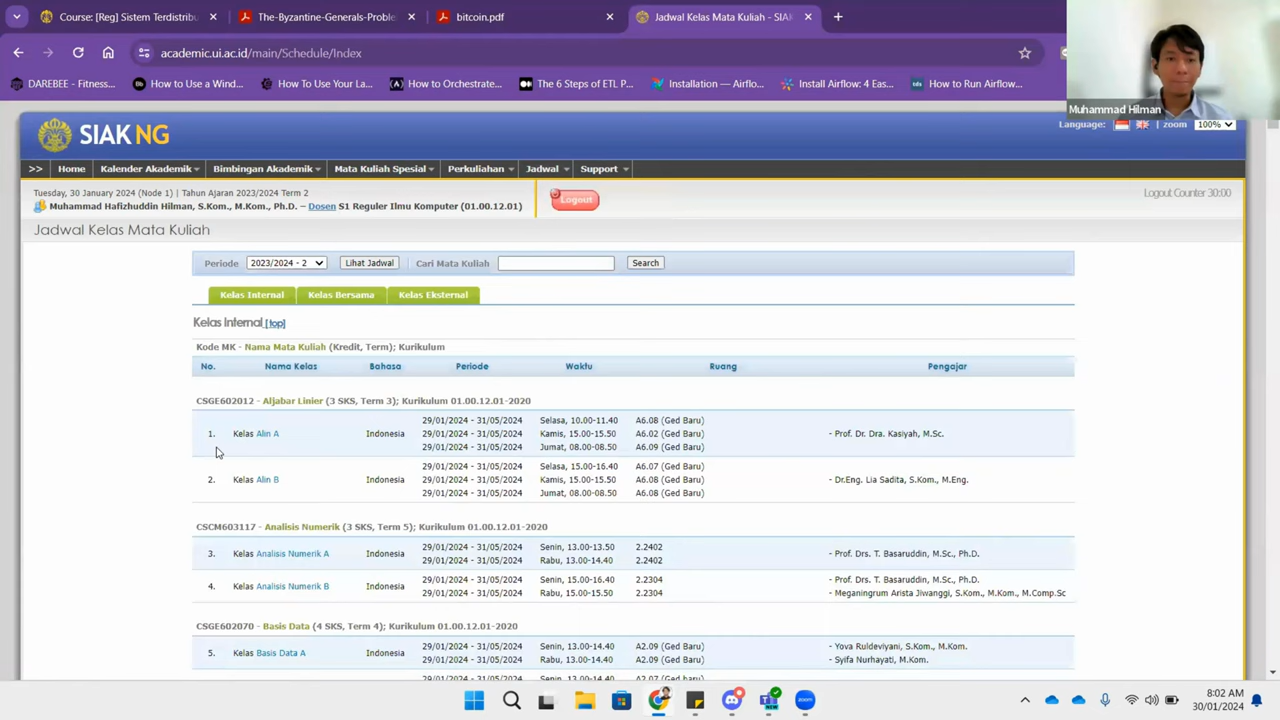 Course: [Reg] Sistem Terdistribu
The-Byzantine-Generals-Proble
bitcoin.pdf
Jadwal Kelas Mata Kuliah - SIA
academic.ui.ac.id/main/Schedule/Index
DAREBEE - Fitness...
How to Use a Wind...
How To Use Your La...
How to Orchestrate...
The 6 Steps of ETL P...
Installation — Airflo...
Install Airflow: 4 Eas...
How to Run Airflow...
Muhammad Hilman
SIAK NG
Language: | zoom 100%
>> Home Kalender Akademik Bimbingan Akademik Mata Kuliah Spesial Perkuliahan Jadwal Support
Tuesday, 30 January 2024 (Node 1) | Tahun Ajaran 2023/2024 Term 2
Muhammad Hafizhuddin Hilman, S.Kom., M.Kom., Ph.D. – Dosen S1 Reguler Ilmu Komputer (01.00.12.01)
Logout
Logout Counter 30:00
Jadwal Kelas Mata Kuliah
Periode 2023/2024 - 2 Lihat Jadwal Cari Mata Kuliah Search
Kelas Internal Kelas Bersama Kelas Eksternal
Kelas Internal [top]
Kode MK - Nama Mata Kuliah (Kredit, Term); Kurikulum
No. Nama Kelas Bahasa Periode Waktu Ruang Pengajar
CSGE602012 - Aljabar Linier (3 SKS, Term 3); Kurikulum 01.00.12.01-2020
29/01/2024 - 31/05/2024 Selasa, 10.00-11.40 A6.08 (Ged Baru)
1. Kelas Alin A Indonesia 29/01/2024 - 31/05/2024 Kamis, 15.00-15.50 A6.02 (Ged Baru) - Prof. Dr. Dra. Kasiyah, M.Sc.
29/01/2024 - 31/05/2024 Jumat, 08.00-08.50 A6.09 (Ged Baru)
29/01/2024 - 31/05/2024 Selasa, 15.00-16.40 A6.07 (Ged Baru)
2. Kelas Alin B Indonesia 29/01/2024 - 31/05/2024 Kamis, 15.00-15.50 A6.08 (Ged Baru) - Dr.Eng. Lia Sadita, S.Kom., M.Eng.
29/01/2024 - 31/05/2024 Jumat, 08.00-08.50 A6.08 (Ged Baru)
CSCM603117 - Analisis Numerik (3 SKS, Term 5); Kurikulum 01.00.12.01-2020
29/01/2024 - 31/05/2024 Senin, 13.00-13.50 2.2402
3. Kelas Analisis Numerik A Indonesia - Prof. Drs. T. Basaruddin, M.Sc., Ph.D.
29/01/2024 - 31/05/2024 Rabu, 13.00-14.40 2.2402
29/01/2024 - 31/05/2024 Senin, 15.00-16.40 2.2304 - Prof. Drs. T. Basaruddin, M.Sc., Ph.D.
4. Kelas Analisis Numerik B Indonesia
29/01/2024 - 31/05/2024 Rabu, 15.00-15.50 2.2304 - Meganingrum Arista Jiwanggi, S.Kom., M.Kom., M.Comp.Sc
CSGE602070 - Basis Data (4 SKS, Term 4); Kurikulum 01.00.12.01-2020
29/01/2024 - 31/05/2024 Senin, 13.00-14.40 A2.09 (Ged Baru) - Yova Ruldeviyani, S.Kom., M.Kom.
5. Kelas Basis Data A Indonesia
29/01/2024 - 31/05/2024 Rabu, 13.00-14.40 A2.09 (Ged Baru) - Syifa Nurhayati, M.Kom.
8:02 AM
30/01/2024